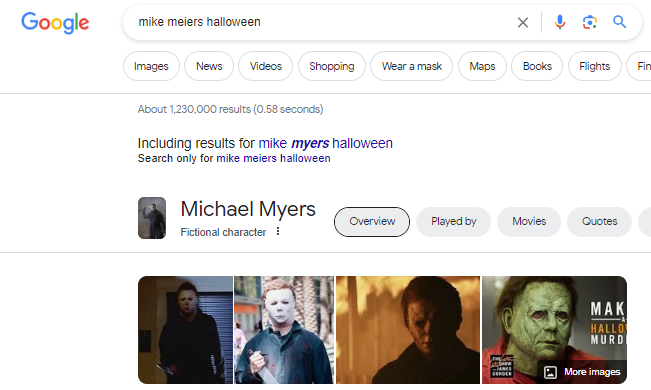 Google
mike meiers halloween
Images News Videos Shopping Wear a mask Maps Books Flights Fin
About 1,230,000 results (0.58 seconds)
Including results for mike myers halloween
Search only for mike meiers halloween
Michael Myers
Fictional character
Overview Played by Movies Quotes
MAK
HALLO
MURD
THE LATE LATE SHOW
JAMES CORDEN
More images